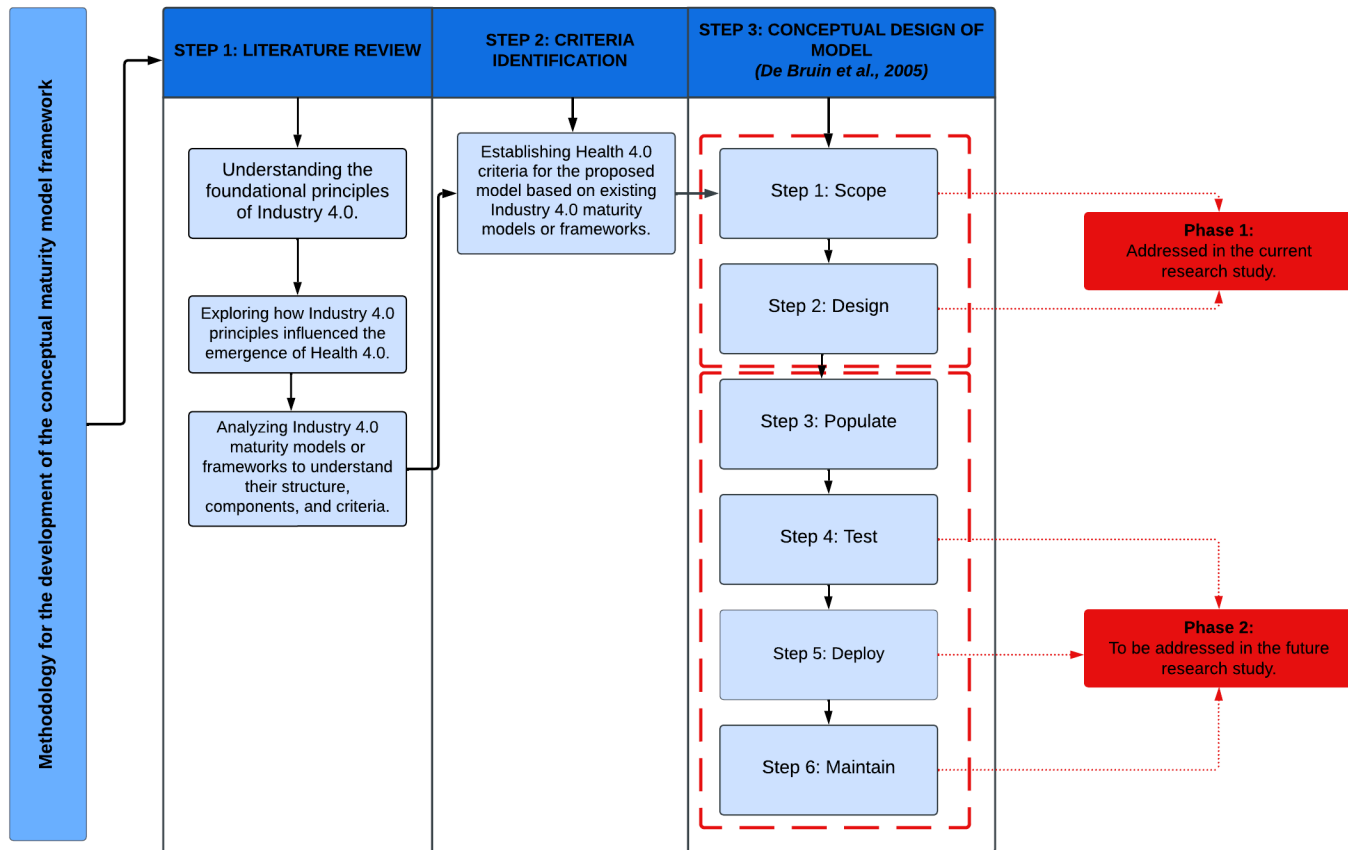 Methodology for the development of the conceptual maturity model framework
STEP 1: LITERATURE REVIEW
Understanding the
foundational principles
of Industry 4.0.
Exploring how Industry 4.0
principles influenced the
emergence of Health 4.0.
Analyzing Industry 4.0
maturity models or
frameworks to understand
their structure,
components, and criteria.
STEP 2: CRITERIA
IDENTIFICATION
Establishing Health 4.0
criteria for the proposed
model based on existing
Industry 4.0 maturity
models or frameworks.
STEP 3: CONCEPTUAL DESIGN OF
MODEL
(De Bruin et al., 2005)
Step 1: Scope
Step 2: Design
Step 3: Populate
Step 4: Test
Step 5: Deploy
Step 6: Maintain
Phase 1:
Addressed in the current
research study.
Phase 2:
To be addressed in the future
research study.